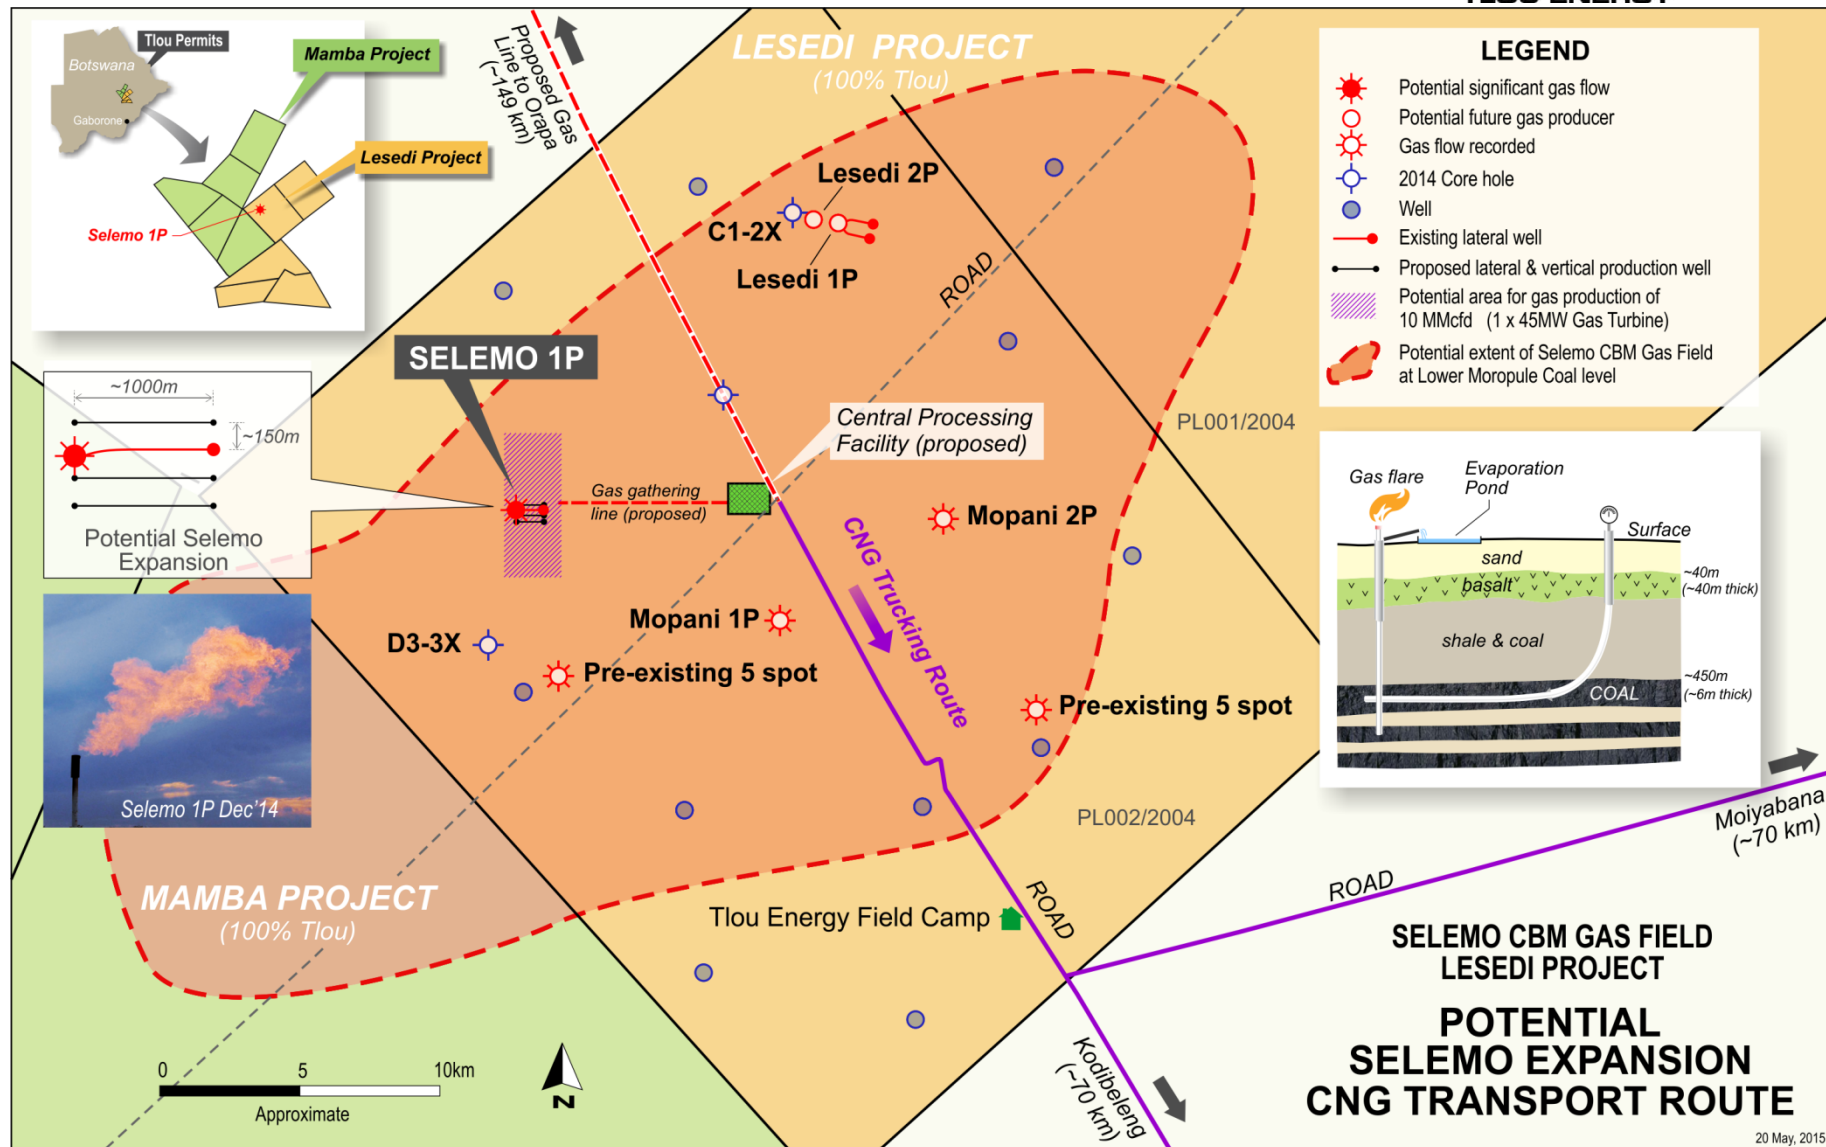 TLOU ENERGY
Tlou Permits
Botswana
Gaborone
Mamba Project
Lesedi Project
Selemo 1P
Proposed Gas
Line to Orapa
(~149 km)
LESEDI PROJECT
(100% Tlou)
LEGEND
Potential significant gas flow
Potential future gas producer
Gas flow recorded
2014 Core hole
Well
Existing lateral well
Proposed lateral & vertical production well
Potential area for gas production of
10 MMcfd (1 x 45MW Gas Turbine)
Potential extent of Selemo CBM Gas Field
at Lower Moropule Coal level
Lesedi 2P
C1-2X
Lesedi 1P
ROAD
SELEMO 1P
~1000m
~150m
Potential Selemo
Expansion
Central Processing
Facility (proposed)
PL001/2004
Gas gathering
line (proposed)
Mopani 2P
CNG Trucking Route
Mopani 1P
D3-3X
Pre-existing 5 spot
Pre-existing 5 spot
Selemo 1P Dec'14
Gas flare
Evaporation
Pond
Surface
sand
basalt
~40m
(~40m thick)
shale & coal
~450m
(~6m thick)
COAL
PL002/2004
Moiyabana
(~70 km)
ROAD
MAMBA PROJECT
(100% Tlou)
Tlou Energy Field Camp
ROAD
Kodibeleng
(~70 km)
0 5 10km
Approximate
N
SELEMO CBM GAS FIELD
LESEDI PROJECT
POTENTIAL
SELEMO EXPANSION
CNG TRANSPORT ROUTE
20 May, 2015